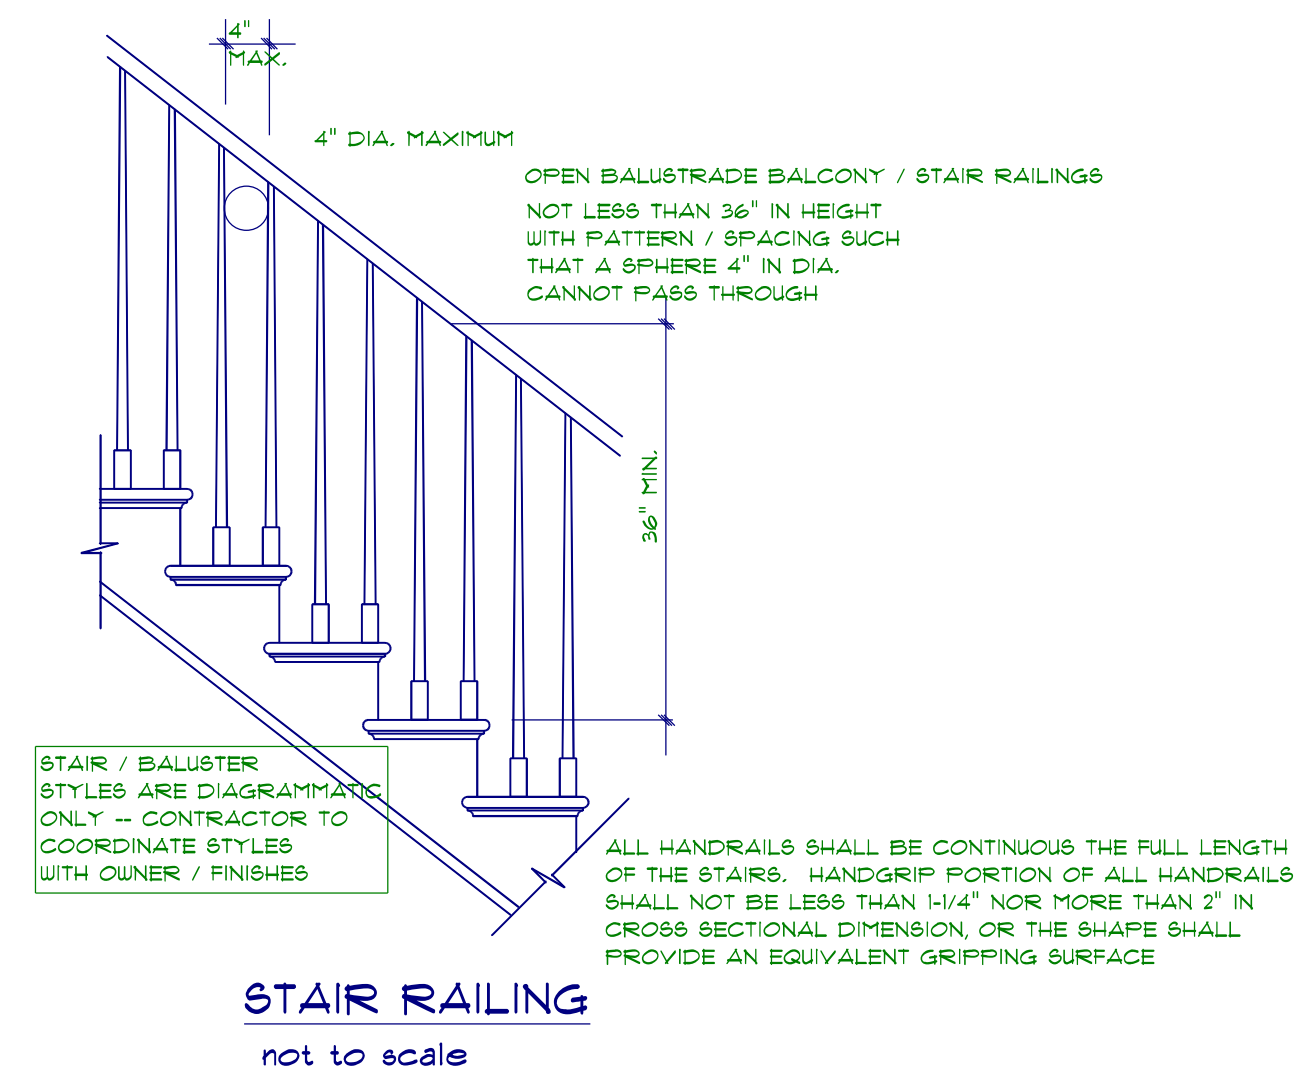 4"
MAX.
4" DIA. MAXIMUM
OPEN BALUSTRADE BALCONY / STAIR RAILINGS
NOT LESS THAN 36" IN HEIGHT
WITH PATTERN / SPACING SUCH
THAT A SPHERE 4" IN DIA.
CANNOT PASS THROUGH
36" MIN.
STAIR / BALUSTER
STYLES ARE DIAGRAMMATIC
ONLY -- CONTRACTOR TO
COORDINATE STYLES
WITH OWNER / FINISHES
ALL HANDRAILS SHALL BE CONTINUOUS THE FULL LENGTH
OF THE STAIRS. HANDGRIP PORTION OF ALL HANDRAILS
SHALL NOT BE LESS THAN 1-1/4" NOR MORE THAN 2" IN
CROSS SECTIONAL DIMENSION, OR THE SHAPE SHALL
PROVIDE AN EQUIVALENT GRIPPING SURFACE
STAIR RAILING
not to scale